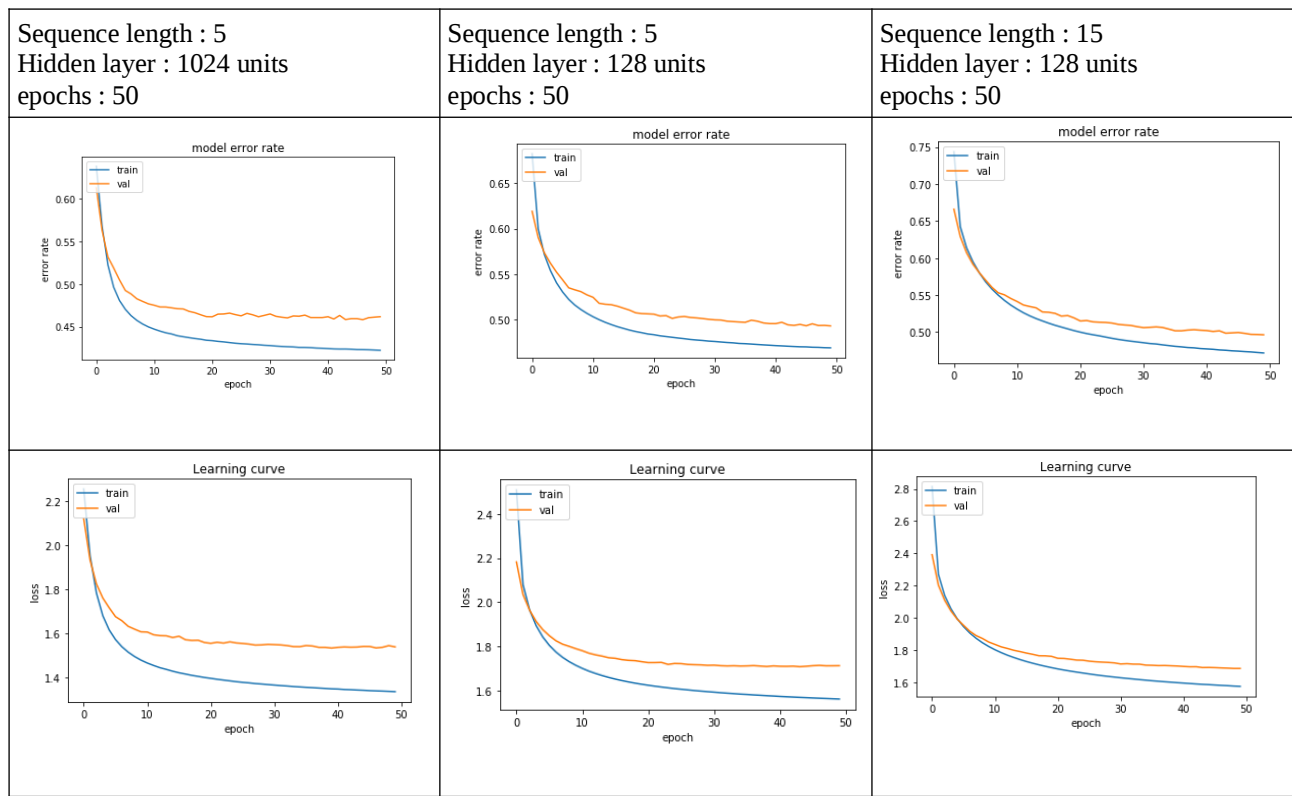 Sequence length : 5
Hidden layer : 1024 units
epochs : 50
Sequence length : 5
Hidden layer : 128 units
epochs : 50
Sequence length : 15
Hidden layer : 128 units
epochs : 50
model error rate
train
val
0.60
0.55
0.50
0.45
error rate
0 10 20 30 40 50
epoch
model error rate
train
val
0.65
0.60
0.55
0.50
error rate
0 10 20 30 40 50
epoch
model error rate
train
val
0.75
0.70
0.65
0.60
0.55
0.50
error rate
0 10 20 30 40 50
epoch
Learning curve
train
val
2.2
2.0
1.8
1.6
1.4
loss
0 10 20 30 40 50
epoch
Learning curve
train
val
2.4
2.2
2.0
1.8
1.6
loss
0 10 20 30 40 50
epoch
Learning curve
train
val
2.8
2.6
2.4
2.2
2.0
1.8
1.6
loss
0 10 20 30 40 50
epoch